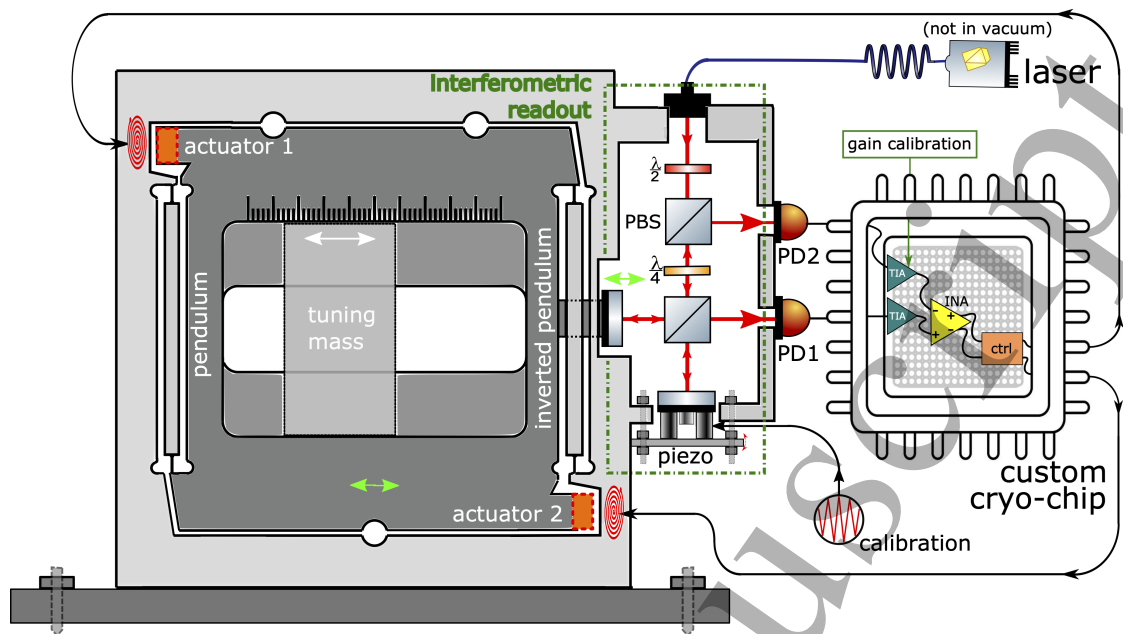 (not in vacuum)
laser
Interferometric
readout
actuator 1
λ
2
gain calibration
PBS
PD2
λ
4
TIA
INA
TIA
- +
+ -
ctrl
PD1
pendulum
tuning
mass
inverted pendulum
piezo
custom
cryo-chip
actuator 2
calibration
uscript